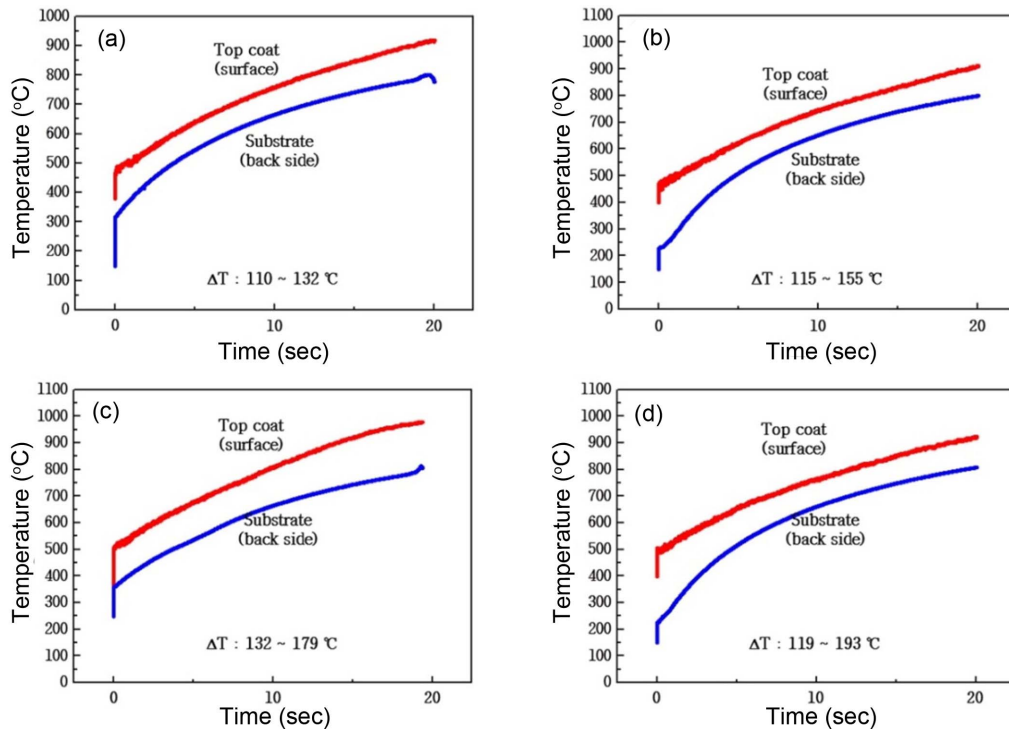 (a)
Temperature (°C)
1000
900
800
700
600
500
400
300
200
100
0
Top coat
(surface)
Substrate
(back side)
ΔT : 110 ~ 132 ℃
0 10 20
Time (sec)
(b)
Temperature (°C)
1100
1000
900
800
700
600
500
400
300
200
100
0
Top coat
(surface)
Substrate
(back side)
ΔT : 115 ~ 155 ℃
0 10 20
Time (sec)
(c)
Temperature (°C)
1100
1000
900
800
700
600
500
400
300
200
100
0
Top coat
(surface)
Substrate
(back side)
ΔT : 132 ~ 179 ℃
0 10 20
Time (sec)
(d)
Temperature (°C)
1100
1000
900
800
700
600
500
400
300
200
100
0
Top coat
(surface)
Substrate
(back side)
ΔT : 119 ~ 193 ℃
0 10 20
Time (sec)